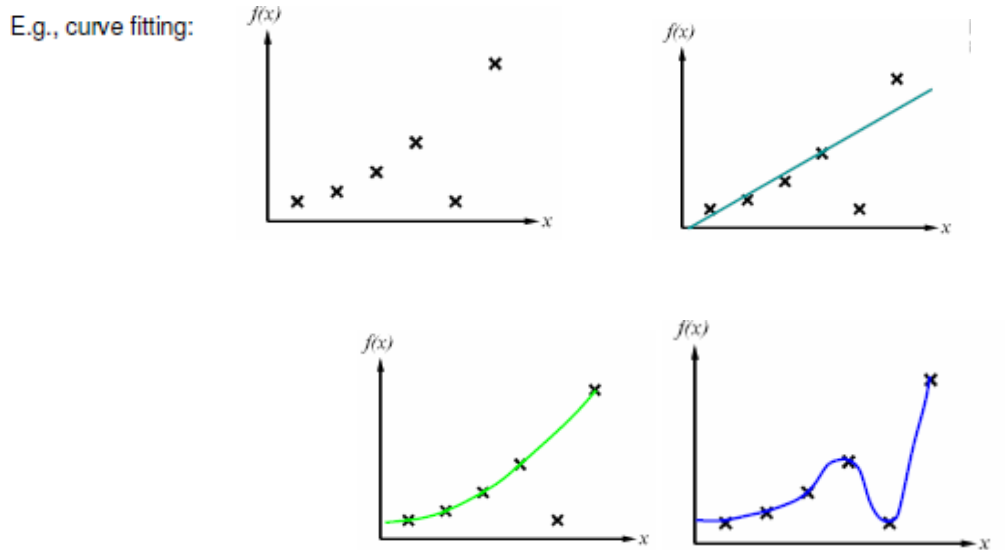 E.g., curve fitting:
f(x)
x
f(x)
x
f(x)
x
f(x)
x